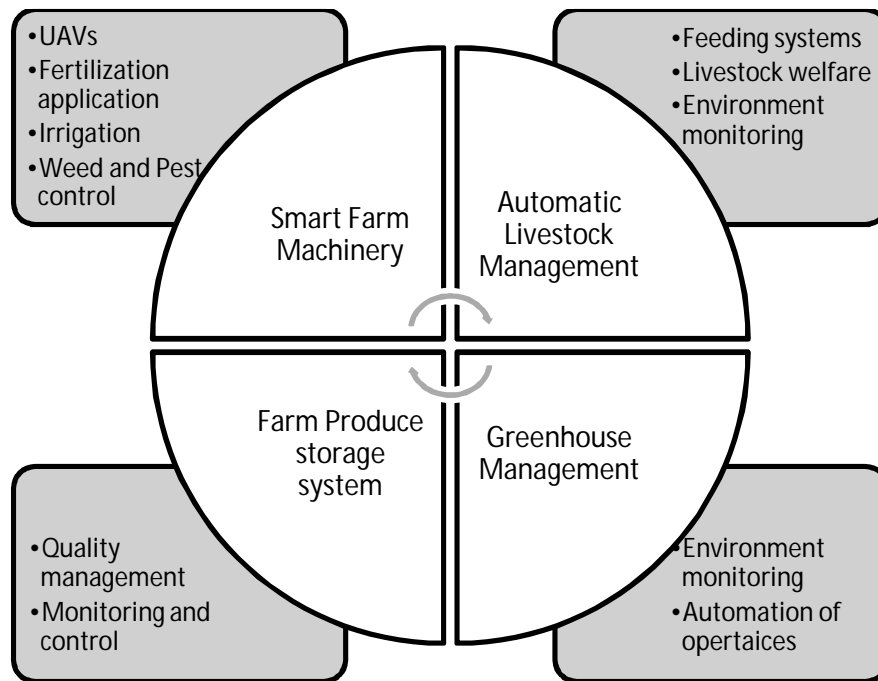 •UAVs
•Fertilization
application
•Irrigation
•Weed and Pest
control
•Feeding systems
•Livestock welfare
•Environment
monitoring
Smart Farm
Machinery
Automatic
Livestock
Management
Farm Produce
storage
system
Greenhouse
Management
•Quality
management
•Monitoring and
control
•Environment
monitoring
•Automation of
opertaices